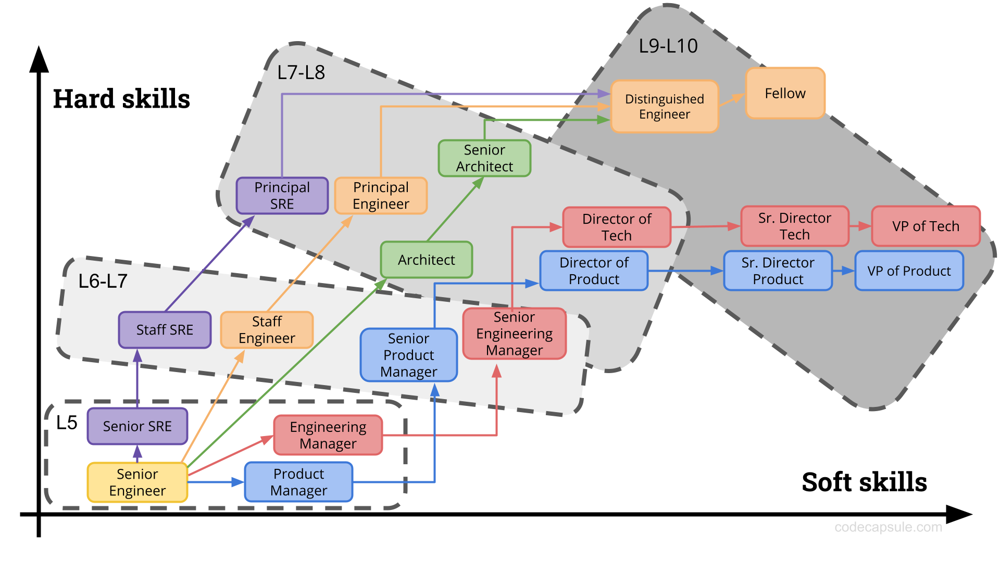 L9-L10
L7-L8
Hard skills
Distinguished
Engineer
Fellow
Senior
Architect
Principal
SRE
Principal
Engineer
Director of
Tech
Sr. Director
Tech
VP of Tech
Architect
Director of
Product
Sr. Director
Product
VP of Product
L6-L7
Staff SRE
Staff
Engineer
Senior
Product
Manager
Senior
Engineering
Manager
L5
Senior SRE
Engineering
Manager
Senior
Engineer
Product
Manager
Soft skills
codecapsule.com